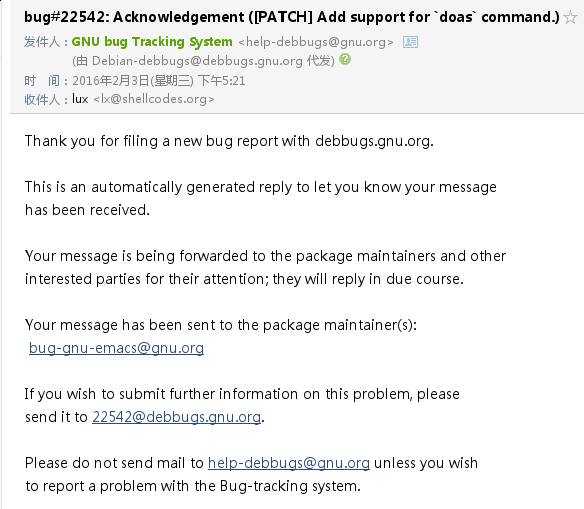 bug#22542: Acknowledgement ([PATCH] Add support for `doas` command.)
发件人：GNU bug Tracking System <help-debbugs@gnu.org>
(由 Debian-debbugs@debbugs.gnu.org 代发)
时　间：2016年2月3日(星期三) 下午5:21
收件人：lux <lx@shellcodes.org>
Thank you for filing a new bug report with debbugs.gnu.org.
This is an automatically generated reply to let you know your message
has been received.
Your message is being forwarded to the package maintainers and other
interested parties for their attention; they will reply in due course.
Your message has been sent to the package maintainer(s):
bug-gnu-emacs@gnu.org
If you wish to submit further information on this problem, please
send it to 22542@debbugs.gnu.org.
Please do not send mail to help-debbugs@gnu.org unless you wish
to report a problem with the Bug-tracking system.